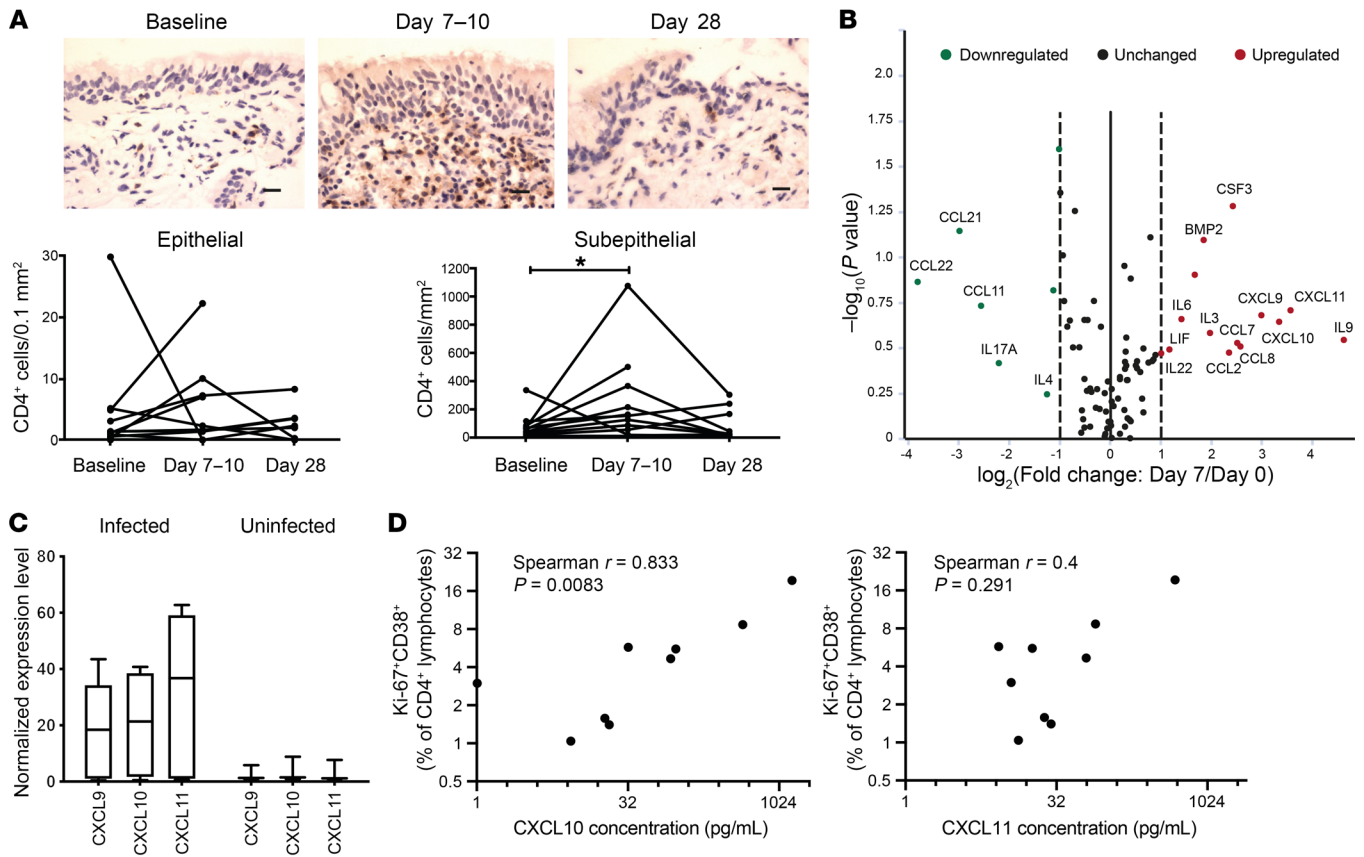 A
Baseline
Day 7–10
Day 28
Epithelial
CD4⁺ cells/0.1 mm²
30
20
10
0
Baseline
Day 7–10
Day 28
Subepithelial
*
CD4⁺ cells/mm²
1200
1000
800
600
400
200
0
Baseline
Day 7–10
Day 28
B
Downregulated
Unchanged
Upregulated
–log₁₀(P value)
2.0
1.75
1.5
1.25
1.0
0.75
0.5
0.25
0
CSF3
CCL21
BMP2
CCL22
CCL11
CXCL9
CXCL11
IL6
IL3
CCL7
CXCL10
IL9
IL17A
LIF
IL22
CCL2
CCL8
IL4
-4
-3
-2
-1
0
1
2
3
4
log₂(Fold change: Day 7/Day 0)
C
Infected
Uninfected
Normalized expression level
80
60
40
20
0
CXCL9
CXCL10
CXCL11
CXCL9
CXCL10
CXCL11
D
Ki-67⁺CD38⁺
(% of CD4⁺ lymphocytes)
32
16
8
4
2
1
0.5
Spearman r = 0.833
P = 0.0083
1
32
1024
CXCL10 concentration (pg/mL)
Ki-67⁺CD38⁺
(% of CD4⁺ lymphocytes)
32
16
8
4
2
1
0.5
Spearman r = 0.4
P = 0.291
1
32
1024
CXCL11 concentration (pg/mL)